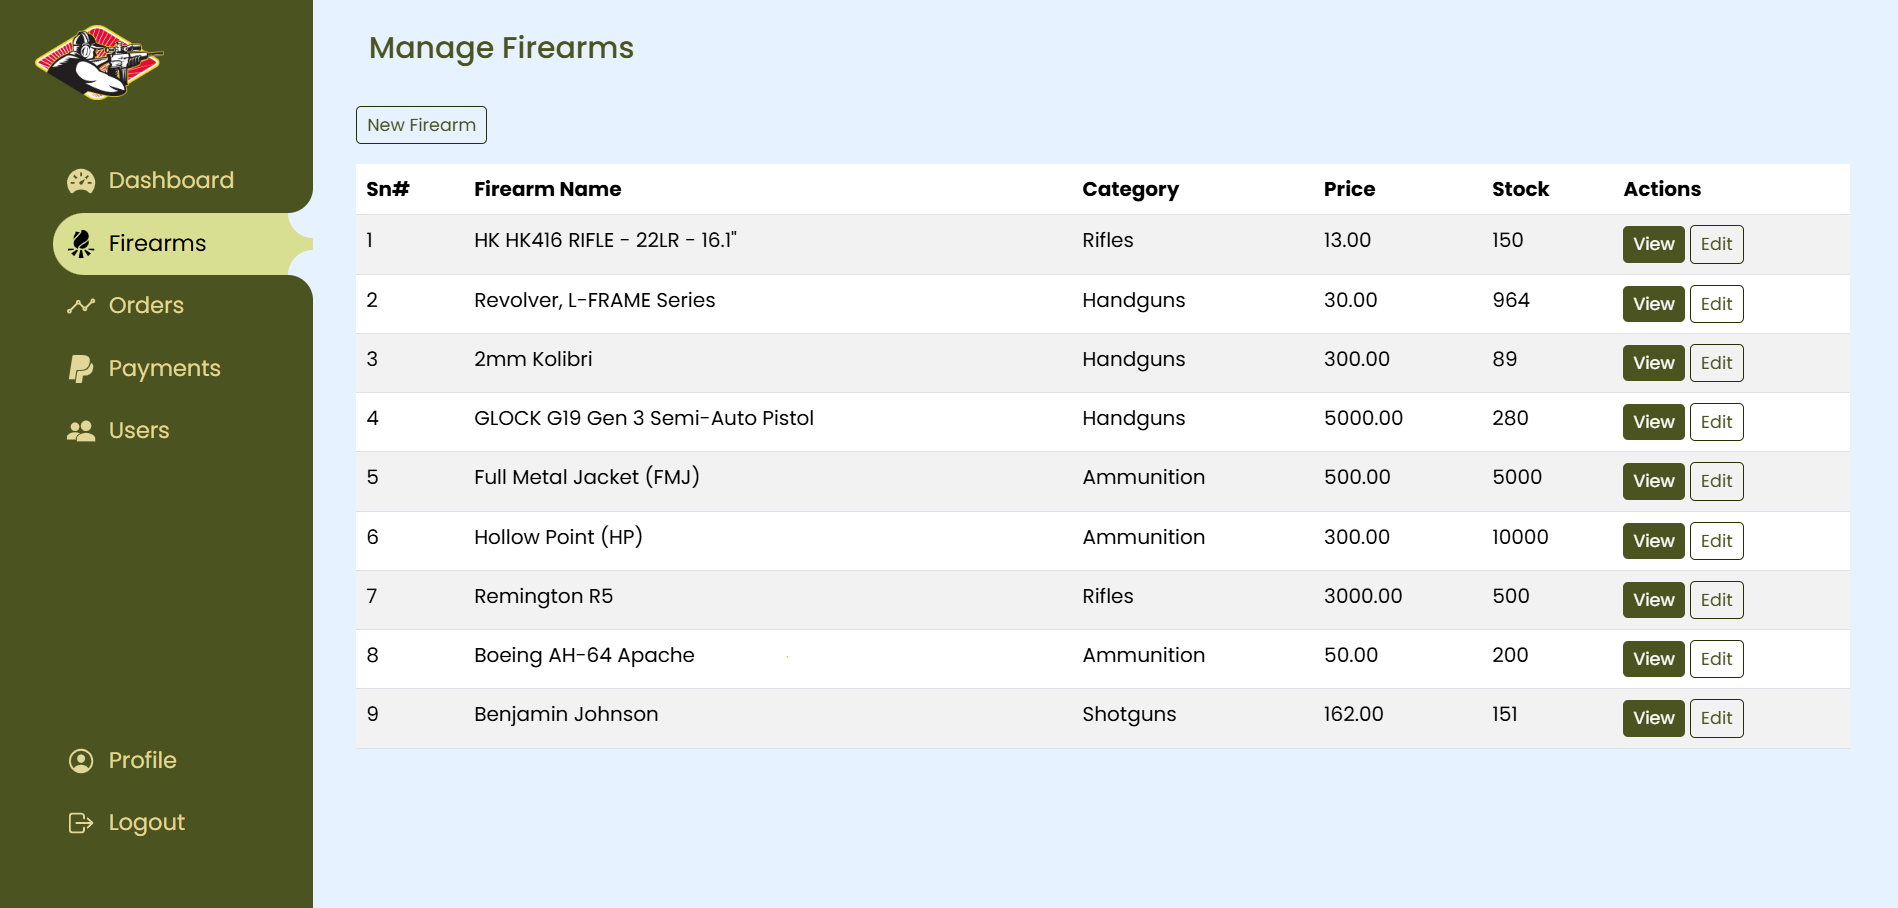 Manage Firearms
New Firearm
Dashboard
Firearms
Orders
Payments
Users
Profile
Logout
Sn# Firearm Name Category Price Stock Actions
1 HK HK416 RIFLE - 22LR - 16.1" Rifles 13.00 150 View Edit
2 Revolver, L-FRAME Series Handguns 30.00 964 View Edit
3 2mm Kolibri Handguns 300.00 89 View Edit
4 GLOCK G19 Gen 3 Semi-Auto Pistol Handguns 5000.00 280 View Edit
5 Full Metal Jacket (FMJ) Ammunition 500.00 5000 View Edit
6 Hollow Point (HP) Ammunition 300.00 10000 View Edit
7 Remington R5 Rifles 3000.00 500 View Edit
8 Boeing AH-64 Apache Ammunition 50.00 200 View Edit
9 Benjamin Johnson Shotguns 162.00 151 View Edit